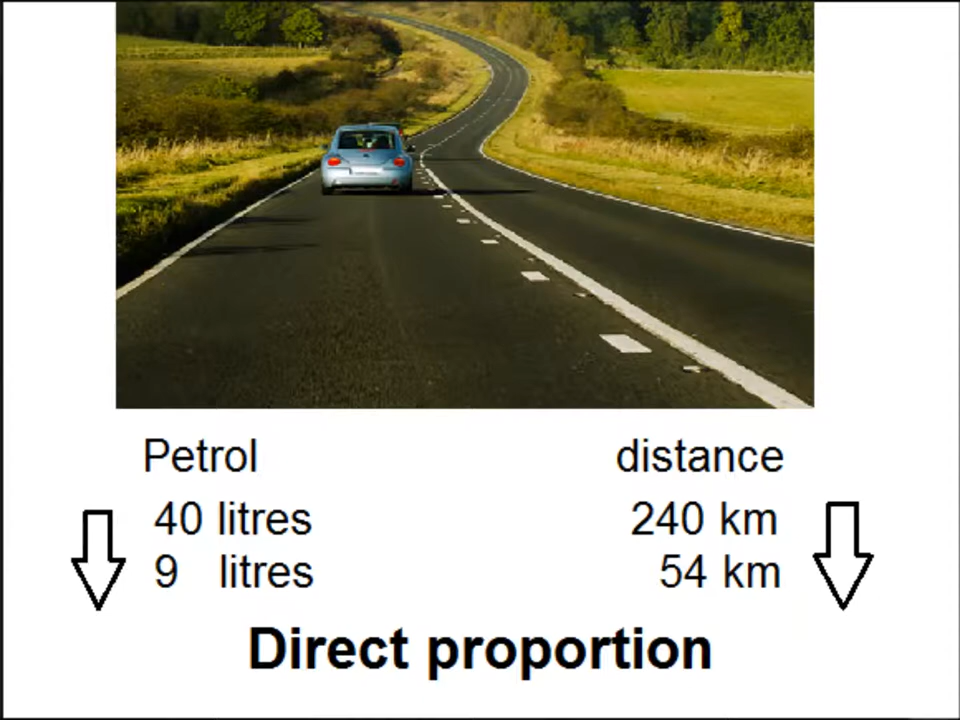 Petrol distance
40 litres 240 km
9 litres 54 km
Direct proportion